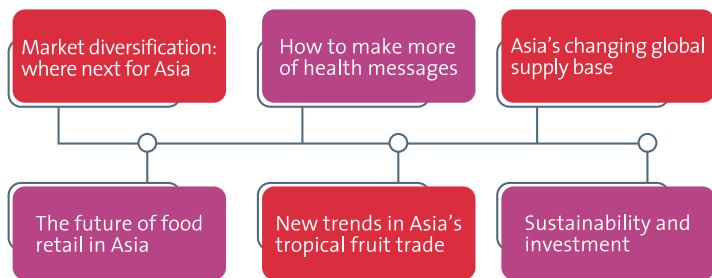 Market diversification:
where next for Asia
How to make more
of health messages
Asia's changing global
supply base
The future of food
retail in Asia
New trends in Asia's
tropical fruit trade
Sustainability and
investment